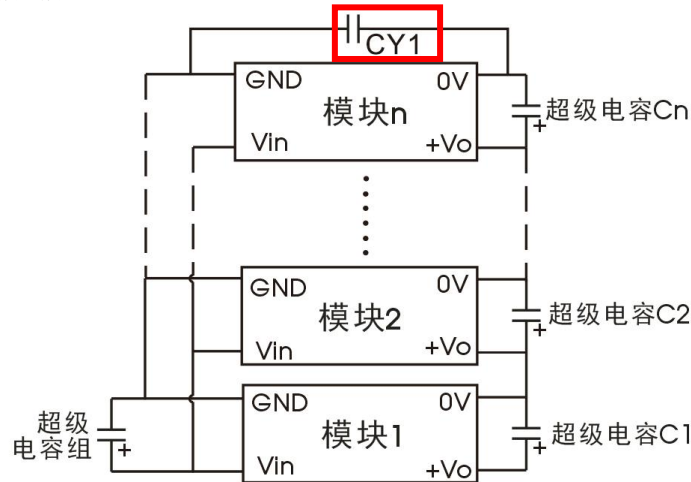 CY1
GND 0V
模块n
Vin +Vo
超级电容Cn
GND 0V
模块2
Vin +Vo
超级电容C2
GND 0V
模块1
Vin +Vo
超级电容C1
超级
电容组